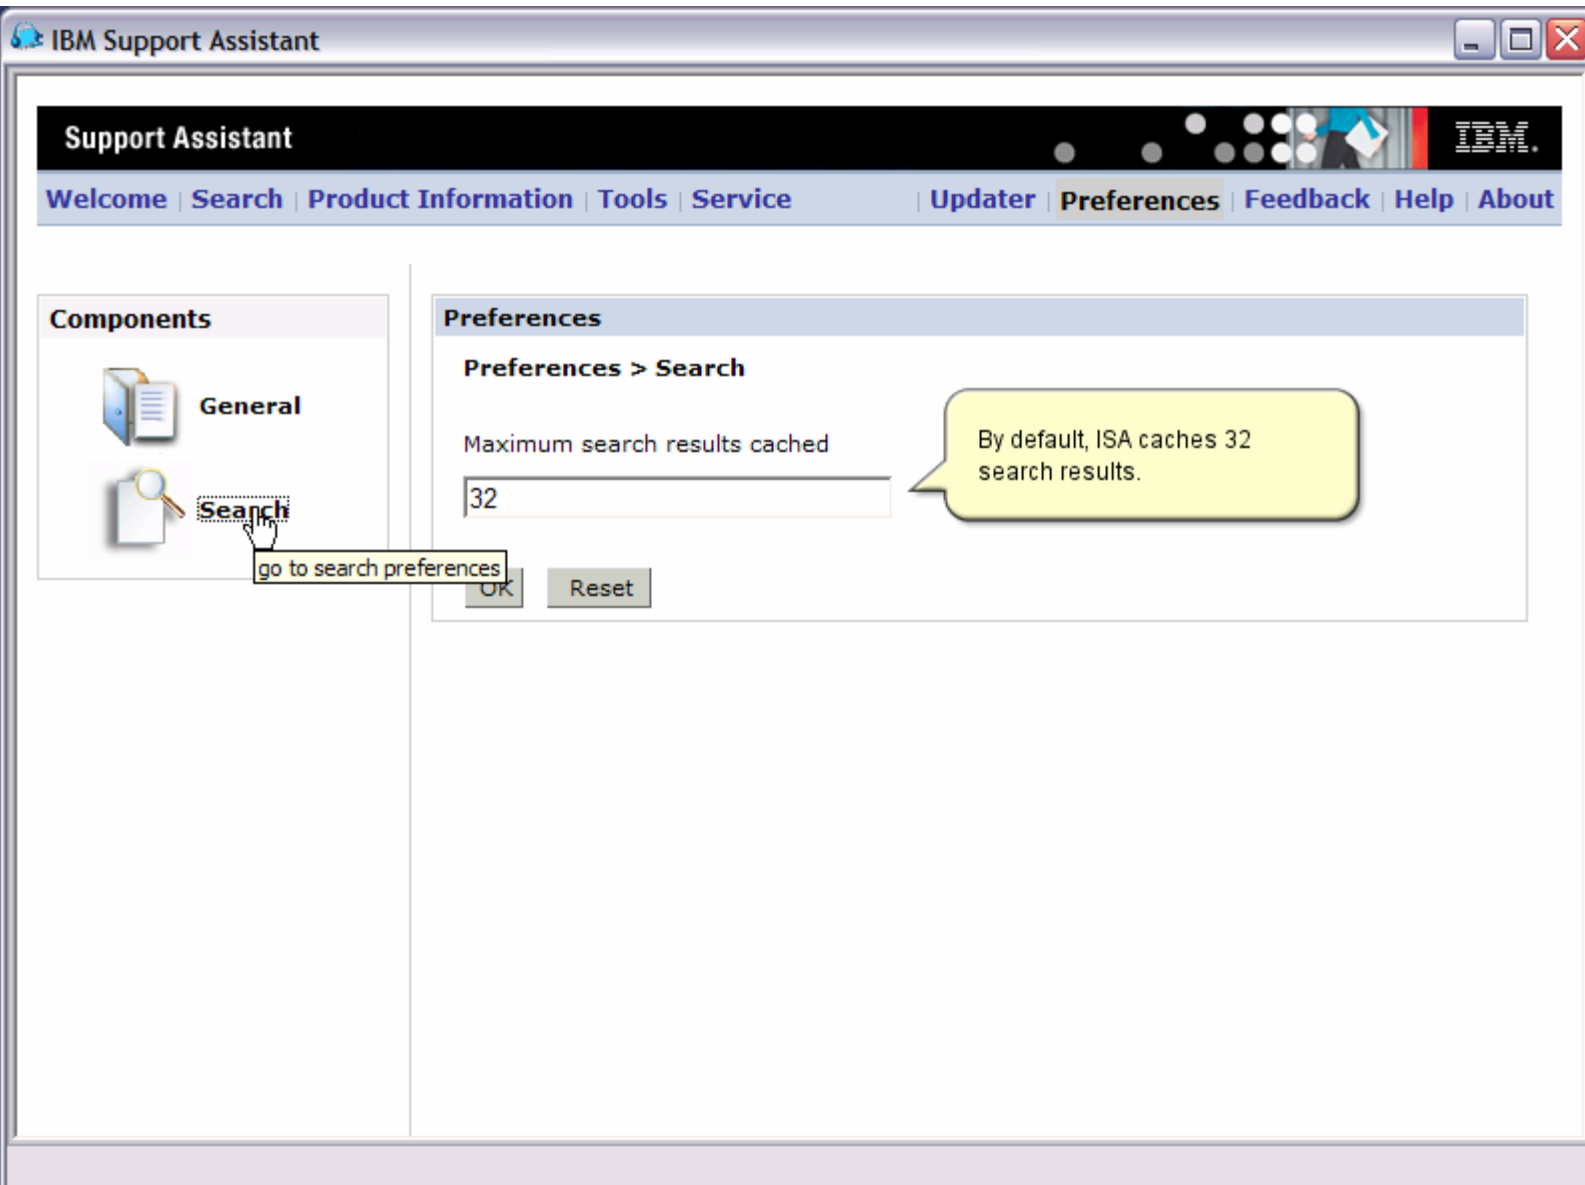 IBM Support Assistant
Support Assistant
IBM.
Welcome | Search | Product Information | Tools | Service | Updater | Preferences | Feedback | Help | About
Components
General
Search
go to search preferences
Preferences
Preferences > Search
Maximum search results cached
32
By default, ISA caches 32
search results.
OK
Reset